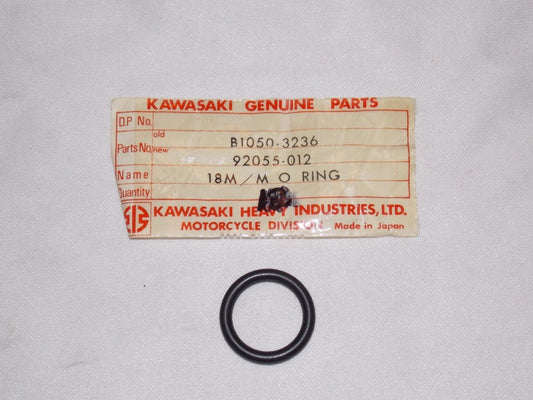 KAWASAKI GENUINE PARTS
D.P. No.
old
B1050-3236
Parts No.
new
92055-012
Name
18M/M O RING
Quantity
KAWASAKI HEAVY INDUSTRIES, LTD.
MOTORCYCLE DIVISION Made in Japan